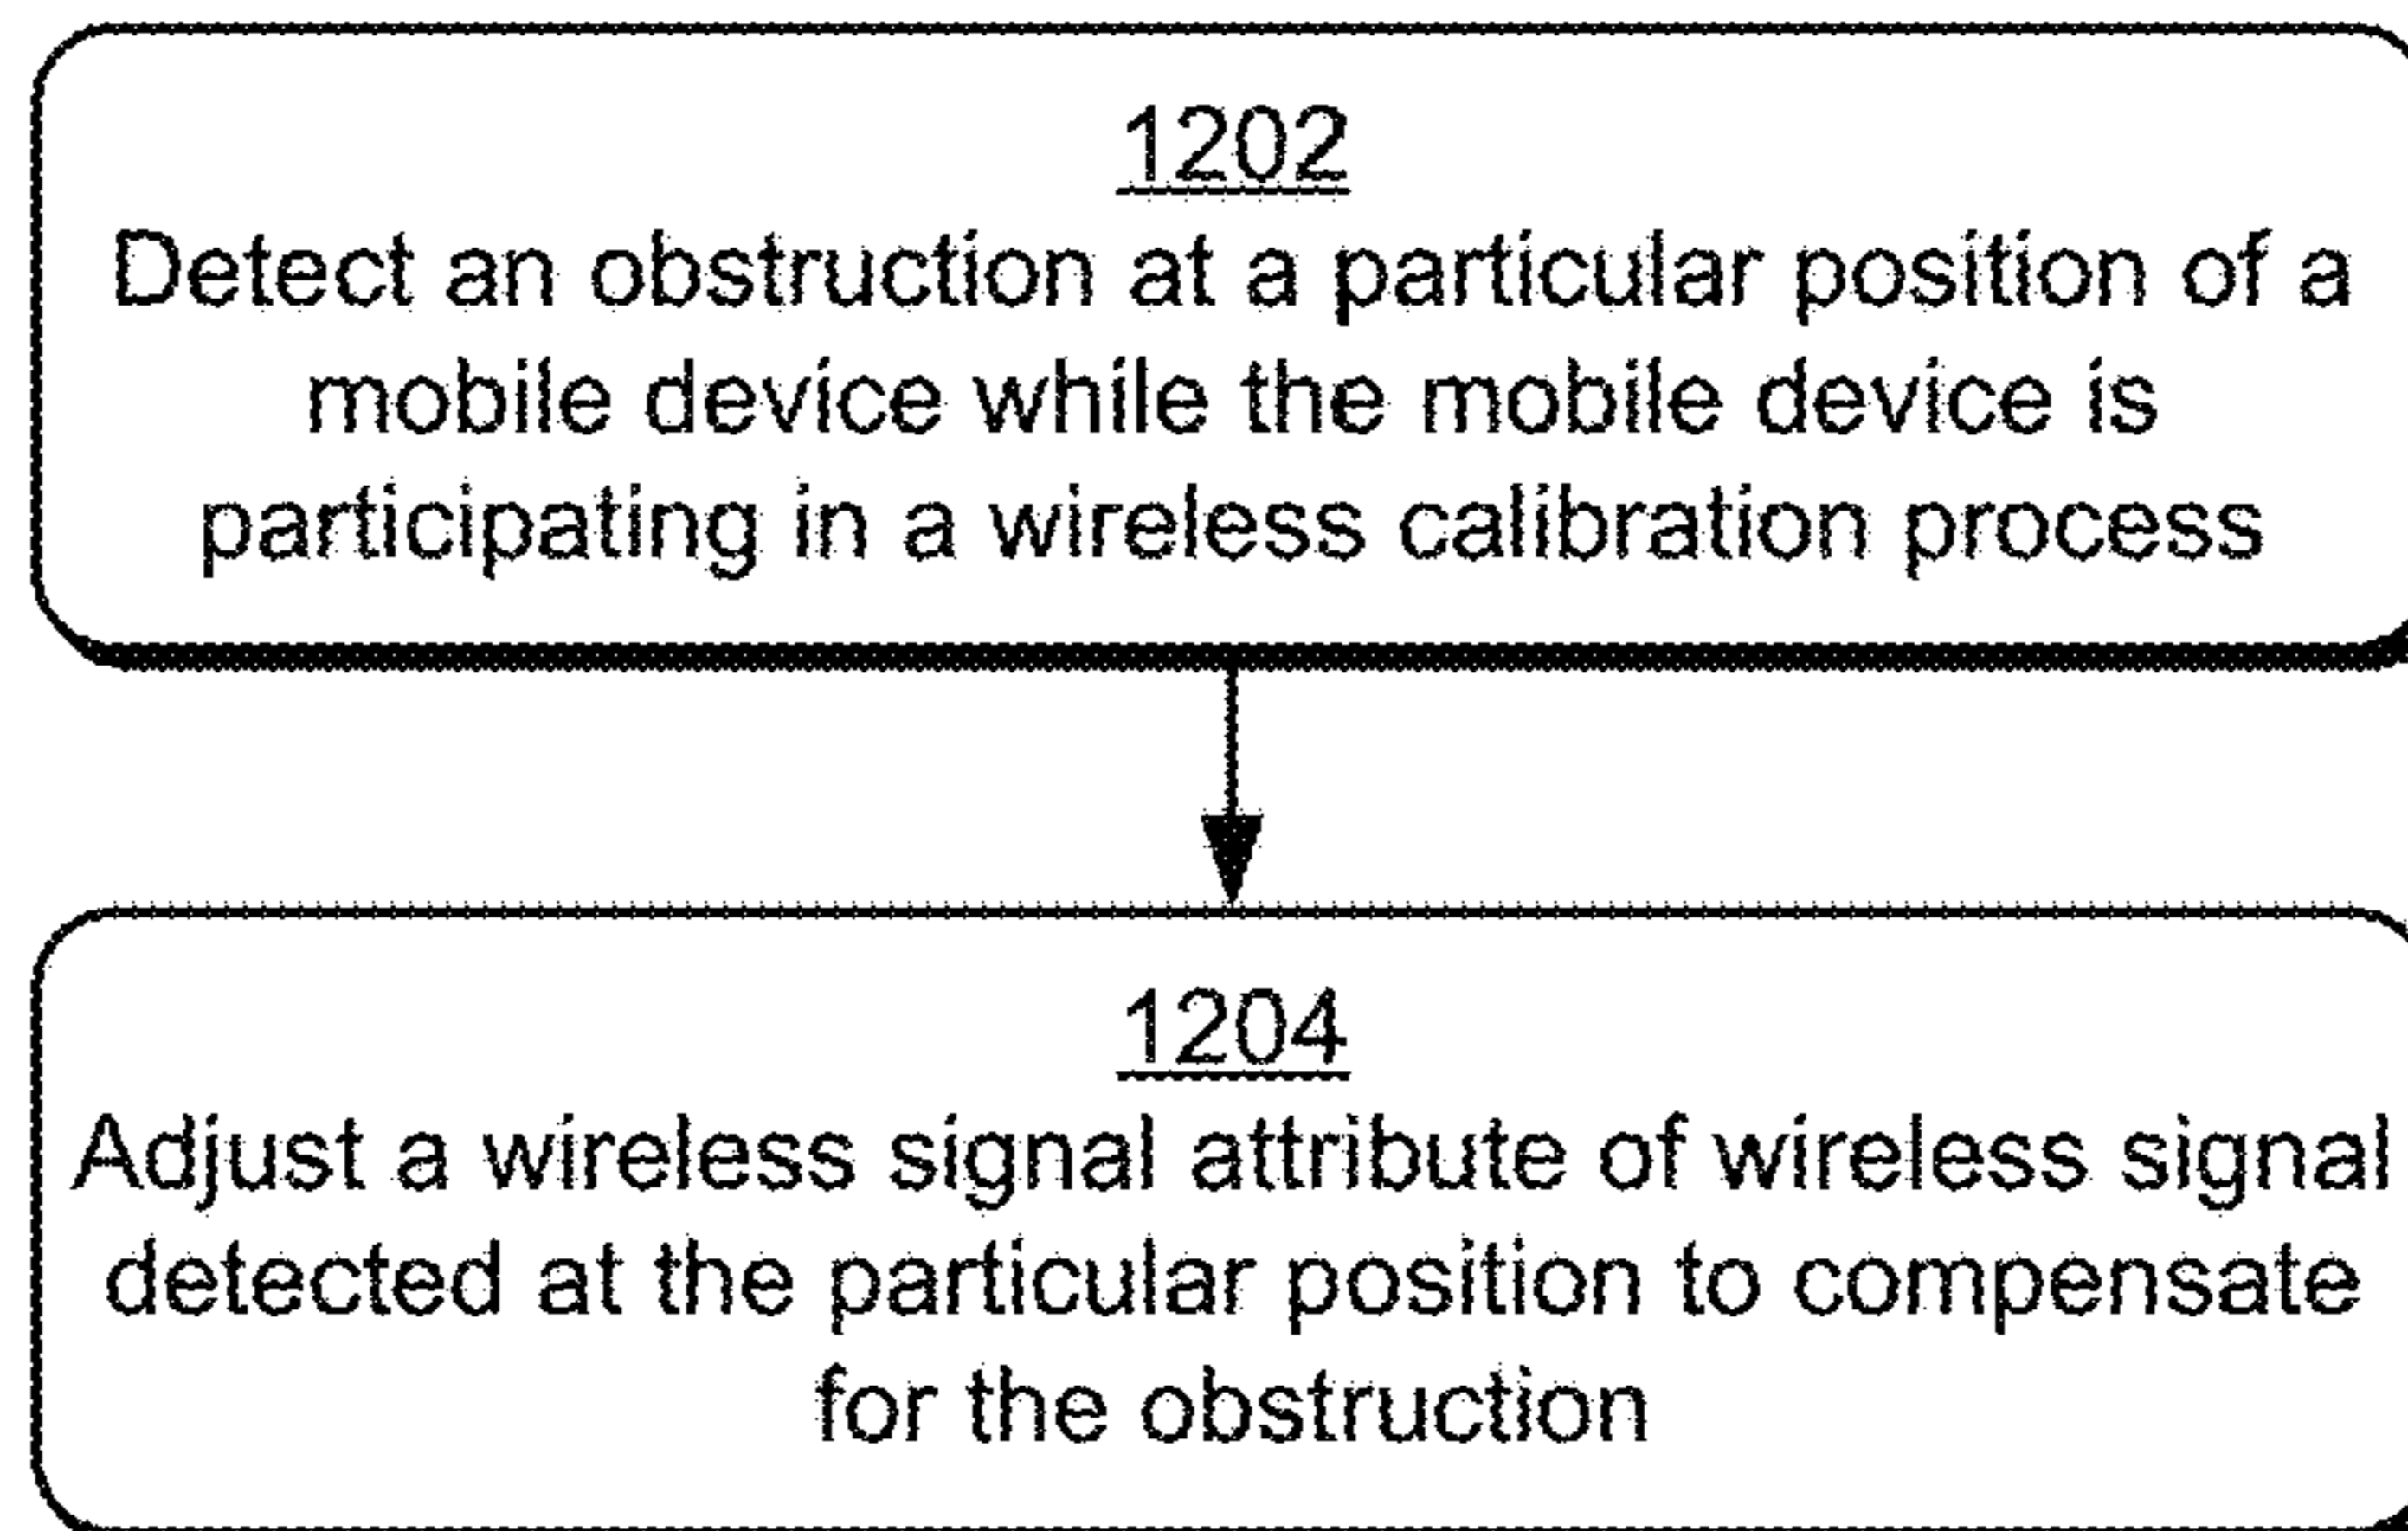 1202
Detect an obstruction at a particular position of a
mobile device while the mobile device is
participating in a wireless calibration process
1204
Adjust a wireless signal attribute of wireless signal
detected at the particular position to compensate
for the obstruction